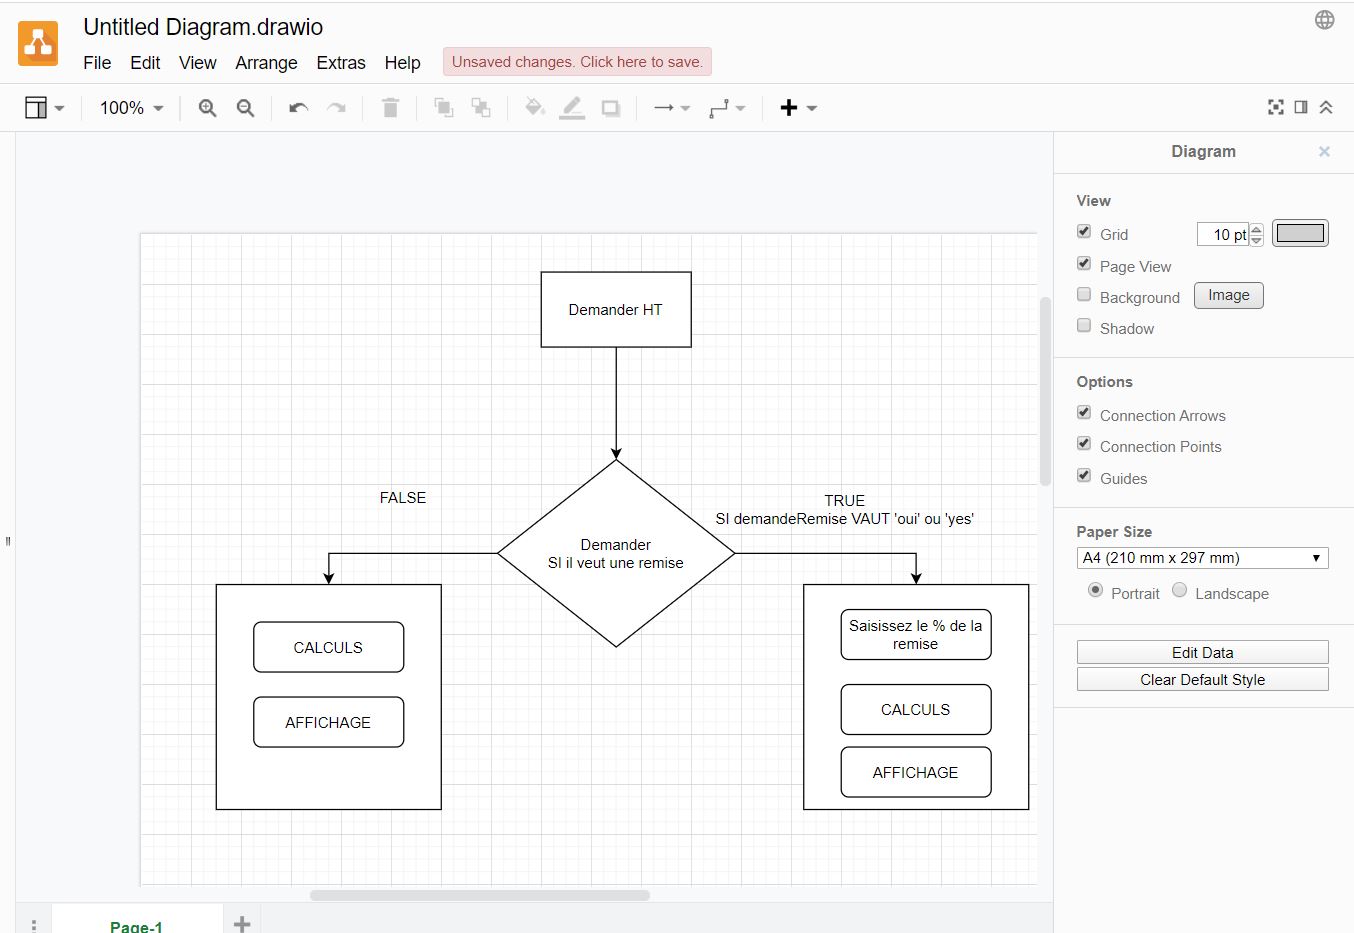 Untitled Diagram.drawio
File Edit View Arrange Extras Help Unsaved changes. Click here to save.
100%
Diagram
View
Grid 10 pt
Page View
Background Image
Shadow
Options
Connection Arrows
Connection Points
Guides
Paper Size
A4 (210 mm x 297 mm)
Portrait Landscape
Edit Data
Clear Default Style
Demander HT
FALSE
TRUE
SI demandeRemise VAUT 'oui' ou 'yes'
Demander
SI il veut une remise
CALCULS
AFFICHAGE
Saisissez le % de la
remise
CALCULS
AFFICHAGE
Page-1